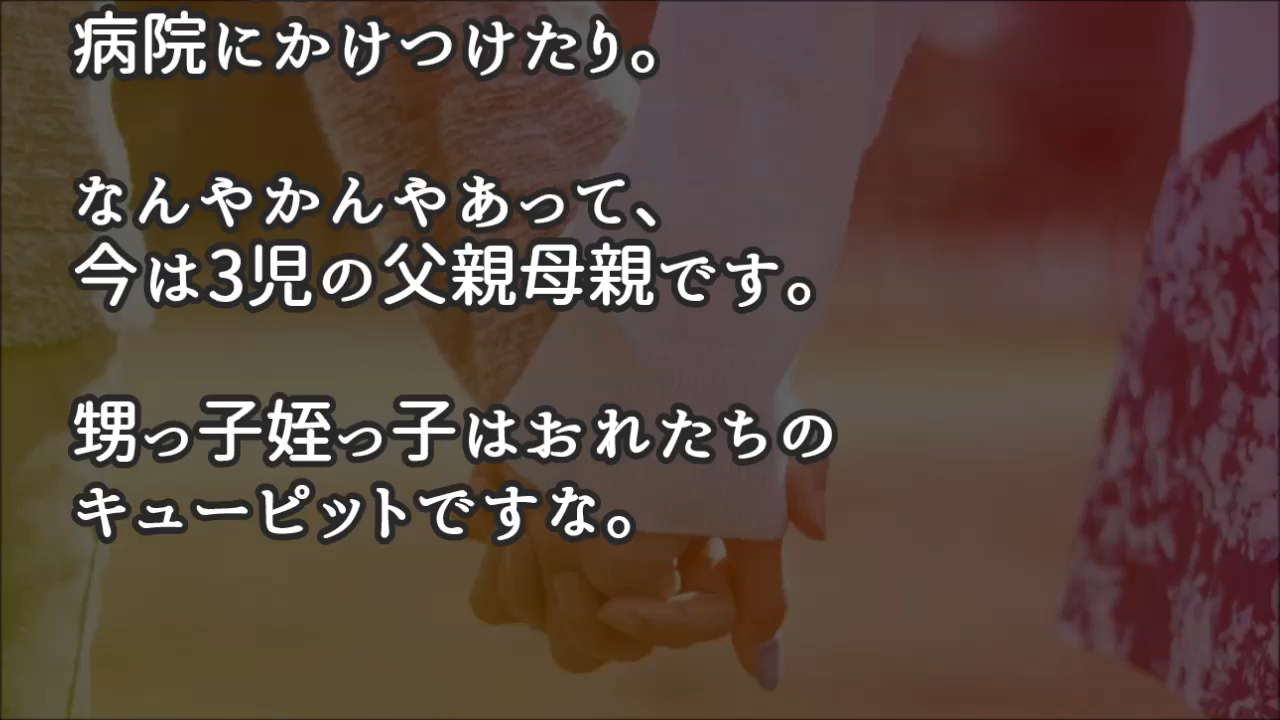 病院にかけつけたり。
なんやかんやあって、
今は3児の父親母親です。
甥っ子姪っ子はおれたちの
キューピットですな。